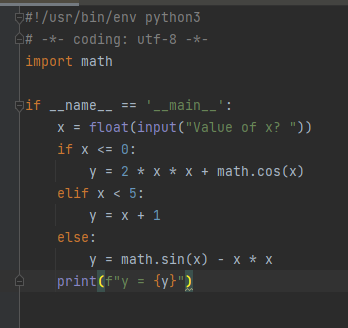 #!/usr/bin/env python3
# -*- coding: utf-8 -*-
import math

if __name__ == '__main__':
    x = float(input("Value of x? "))
    if x <= 0:
        y = 2 * x * x + math.cos(x)
    elif x < 5:
        y = x + 1
    else:
        y = math.sin(x) - x * x
    print(f"y = {y}")